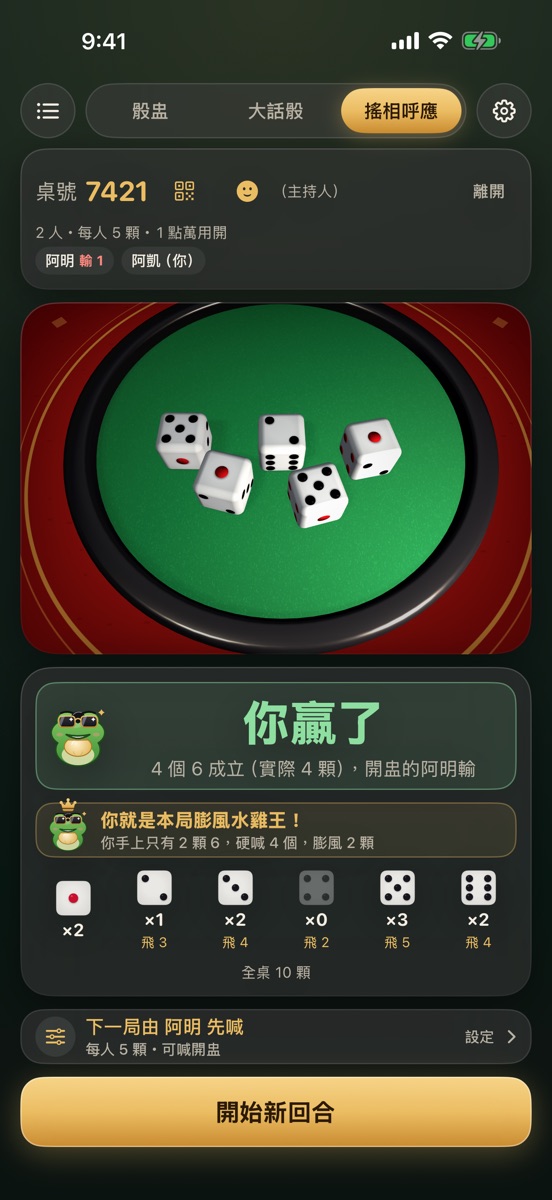 9:41
骰盅 大話骰 搖相呼應
桌號 7421 （主持人） 離開
2 人・每人 5 顆・1 點萬用開
阿明 輸 1 阿凱（你）
你贏了
4 個 6 成立（實際 4 顆），開盅的阿明輸
你就是本局膨風水雞王！
你手上只有 2 顆 6，硬喊 4 個，膨風 2 顆
×2 ×1 ×2 ×0 ×3 ×2
飛 3 飛 4 飛 2 飛 5 飛 4
全桌 10 顆
下一局由 阿明 先喊
每人 5 顆・可喊開盅
設定
開始新回合